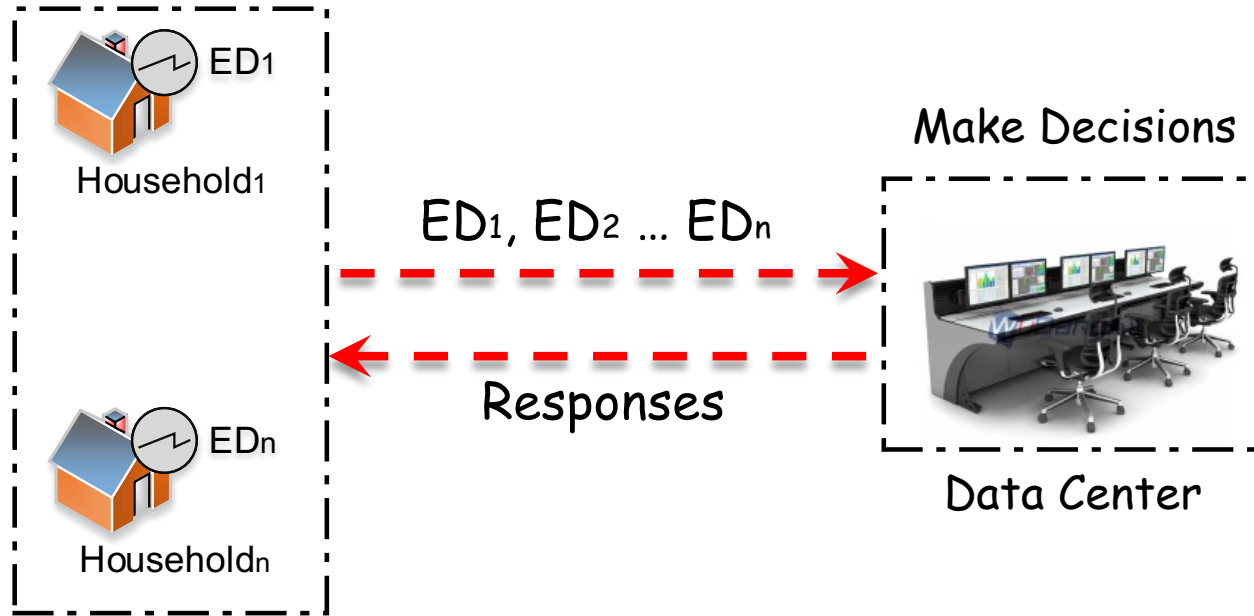 ED1
Household1
EDn
Householdn
ED1, ED2 ... EDn
Responses
Make Decisions
Data Center